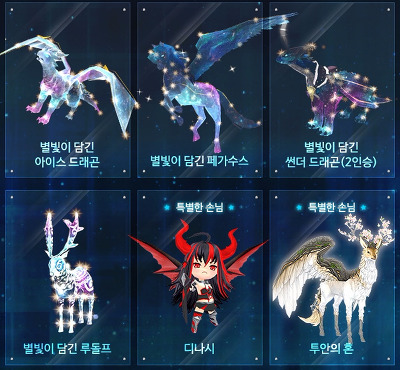 별빛이 담긴
아이스 드래곤
별빛이 담긴 페가수스
별빛이 담긴
썬더 드래곤(2인승)
별빛이 담긴 루돌프
특별한 손님
디나시
특별한 손님
투안의 혼